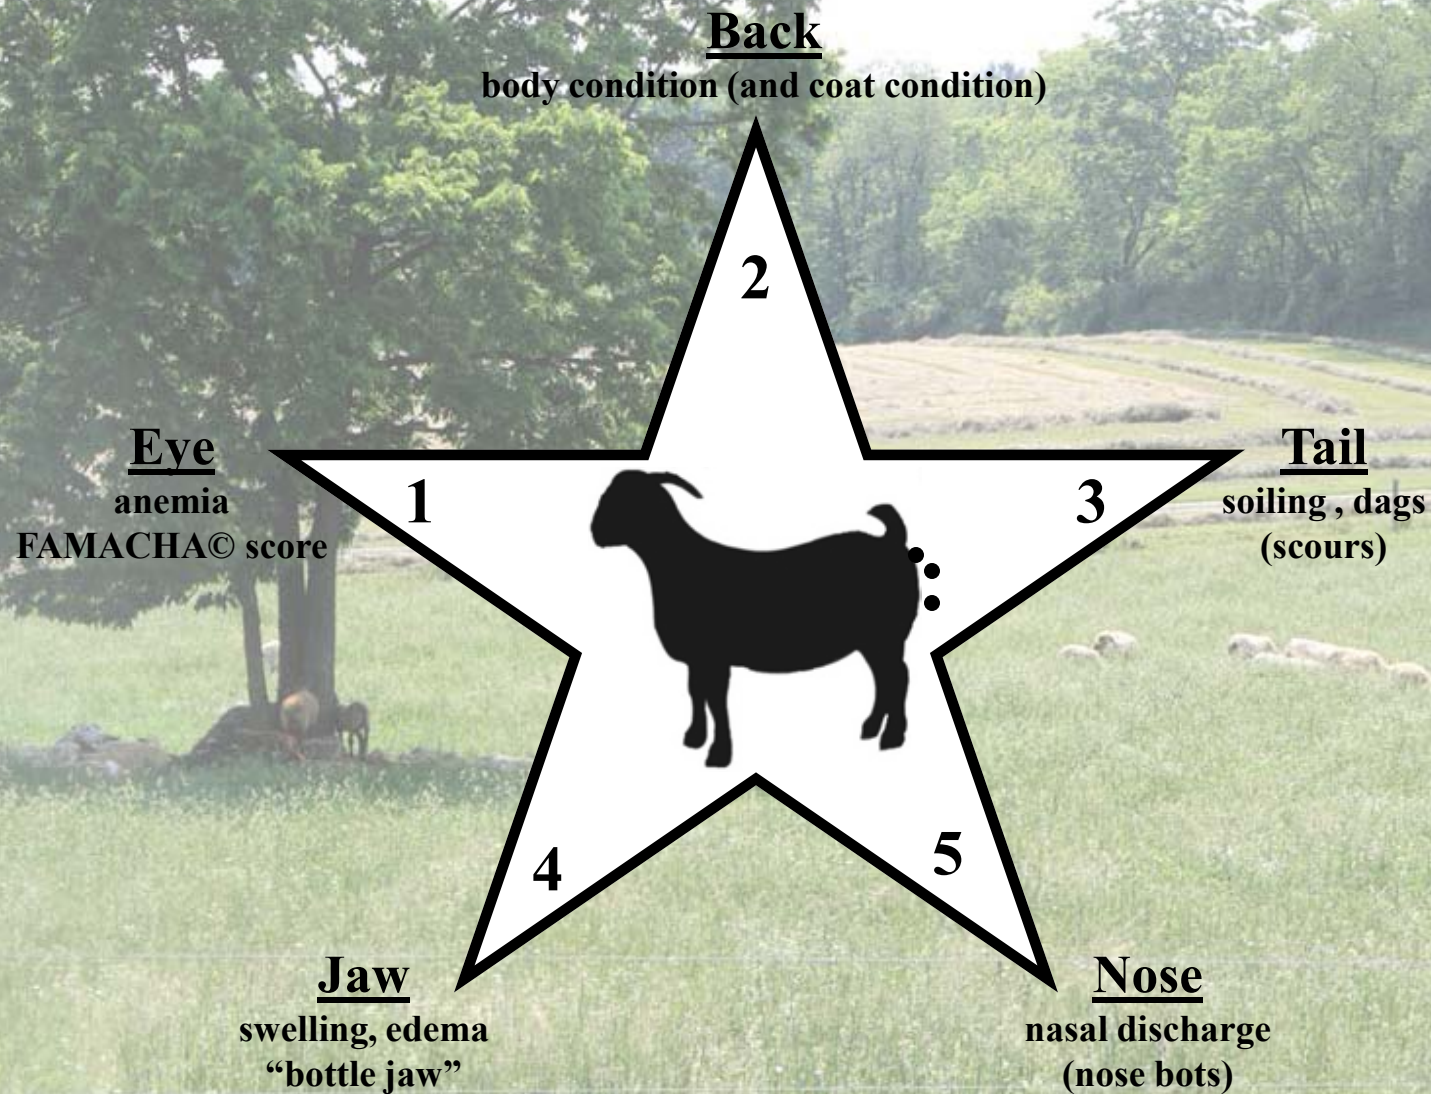 Back
body condition (and coat condition)
2
Eye
anemia
FAMACHA© score
1
3
Tail
soiling , dags
(scours)
4
5
Jaw
swelling, edema
“bottle jaw”
Nose
nasal discharge
(nose bots)